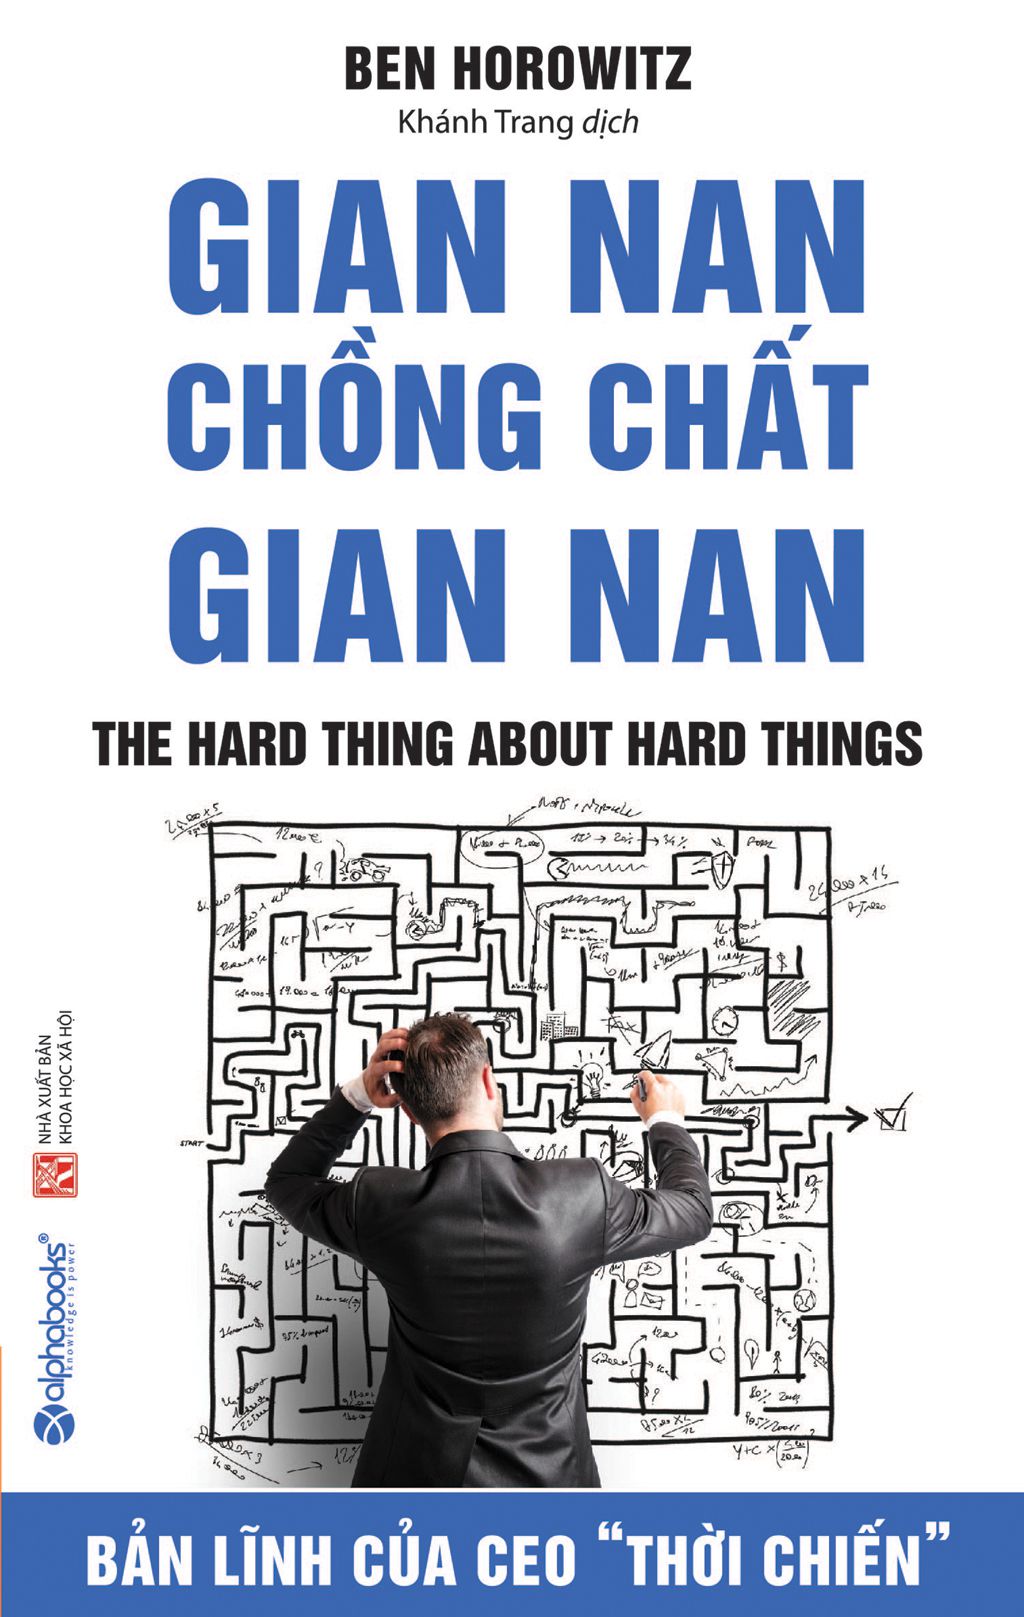 BEN HOROWITZ
Khánh Trang dịch
GIAN NAN
CHỒNG CHẤT
GIAN NAN
THE HARD THING ABOUT HARD THINGS
START
NHÀ XUẤT BẢN
KHOA HỌC XÃ HỘI
alphabooks®
knowledge is power
BẢN LĨNH CỦA CEO “THỜI CHIẾN”